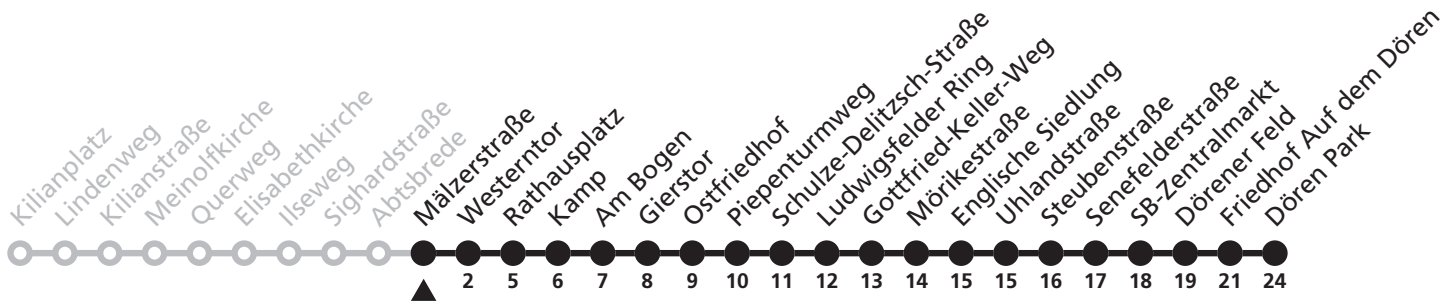 Kilianplatz
Lindenweg
Kilianstraße
Meinolfkirche
Querweg
Elisabethkirche
Ilseweg
Sighardstraße
Abtsbrede
Mälzerstraße
Westerntor
Rathausplatz
Kamp
Am Bogen
Gierstor
Ostfriedhof
Piepenturmweg
Schulze-Delitzsch-Straße
Ludwigsfelder Ring
Gottfried-Keller-Weg
Mörikestraße
Englische Siedlung
Uhlandstraße
Steubenstraße
Senefelderstraße
SB-Zentralmarkt
Dörener Feld
Friedhof Auf dem Dören
Dören Park
2 5 6 7 8 9 10 11 12 13 14 15 15 16 17 18 19 21 24